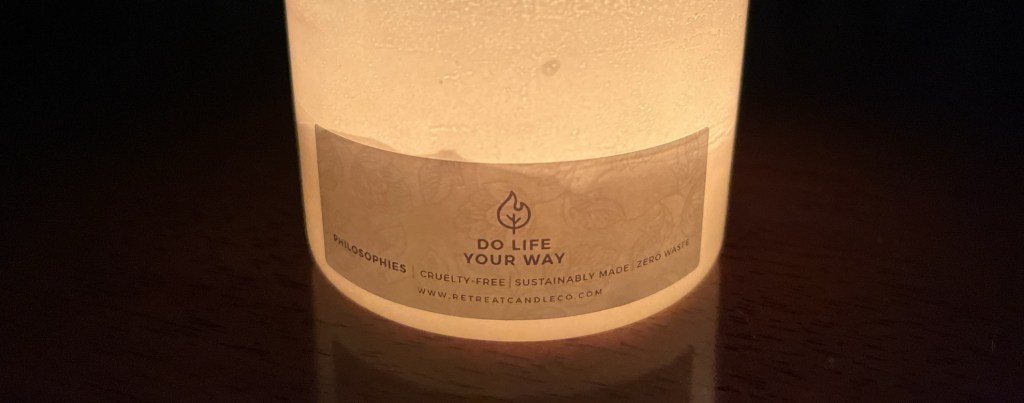 DO LIFE
YOUR WAY
PHILOSOPHIES | CRUELTY-FREE | SUSTAINABLY MADE | ZERO WASTE
WWW.RETREATCANDLECO.COM